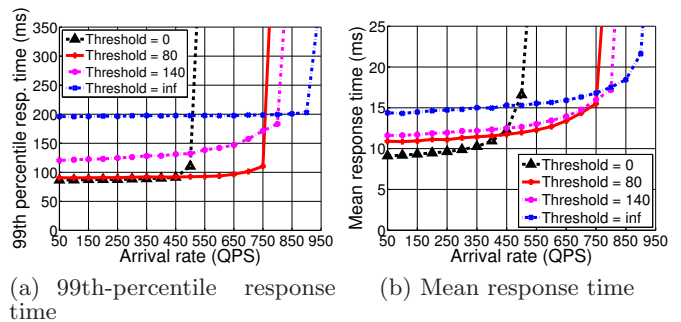 99th percentile resp. time (ms)
350
300
250
200
150
100
50
0
Threshold = 0
Threshold = 80
Threshold = 140
Threshold = inf
50 150 250 350 450 550 650 750 850 950
Arrival rate (QPS)
(a) 99th-percentile response
time
Mean response time (ms)
25
20
15
10
5
0
Threshold = 0
Threshold = 80
Threshold = 140
Threshold = inf
50 150 250 350 450 550 650 750 850 950
Arrival rate (QPS)
(b) Mean response time